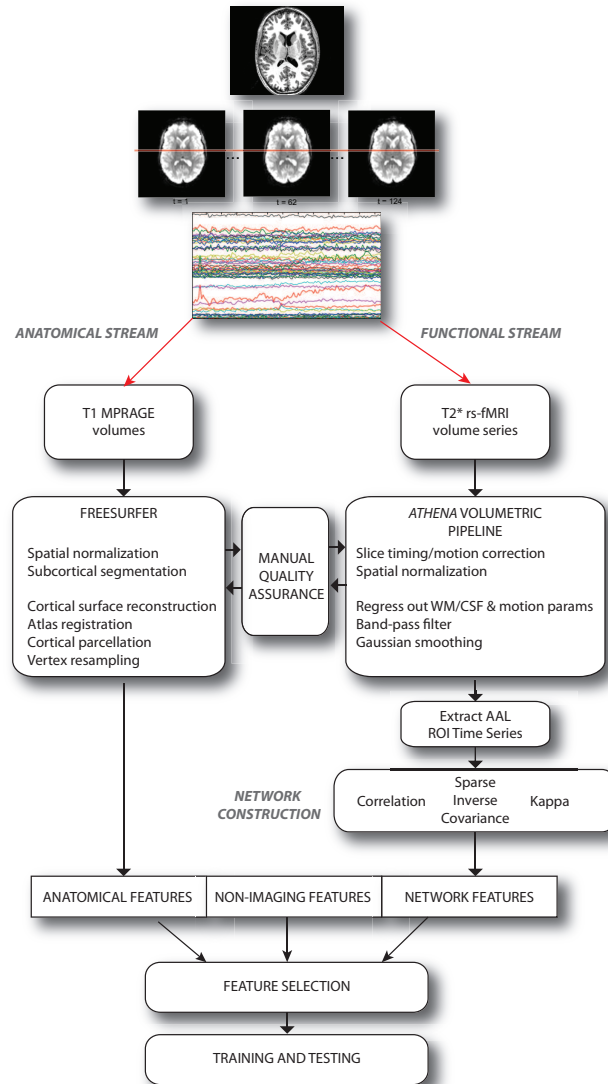 t = 1
t = 62
t = 124
... ...
ANATOMICAL STREAM
FUNCTIONAL STREAM
T1 MPRAGE
volumes
T2* rs-fMRI
volume series
FREESURFER
Spatial normalization
Subcortical segmentation
Cortical surface reconstruction
Atlas registration
Cortical parcellation
Vertex resampling
MANUAL
QUALITY
ASSURANCE
ATHENA VOLUMETRIC
PIPELINE
Slice timing/motion correction
Spatial normalization
Regress out WM/CSF & motion params
Band-pass filter
Gaussian smoothing
Extract AAL
ROI Time Series
NETWORK
CONSTRUCTION
Correlation
Sparse
Inverse
Covariance
Kappa
ANATOMICAL FEATURES
NON-IMAGING FEATURES
NETWORK FEATURES
FEATURE SELECTION
TRAINING AND TESTING